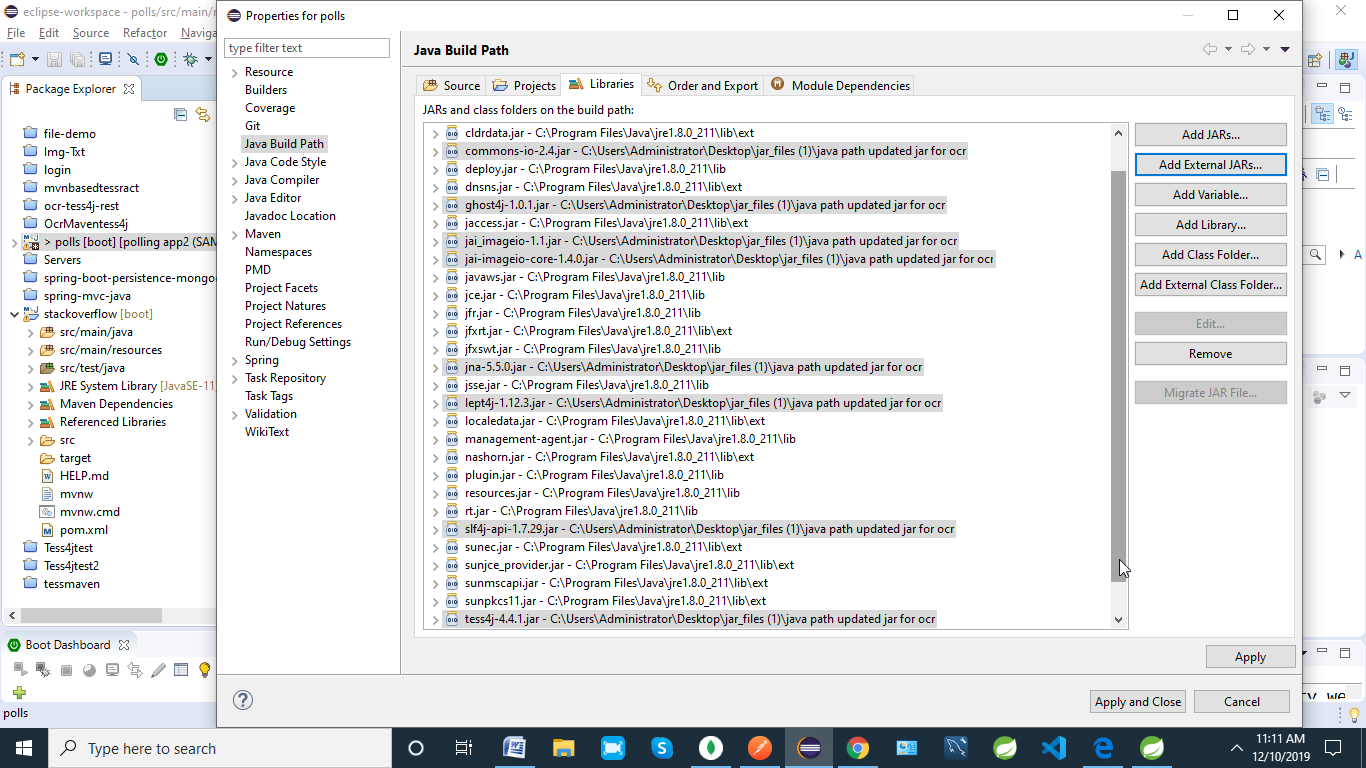 eclipse-workspace - polls/src/main/r
Properties for polls
File Edit Source Refactor Naviga
Package Explorer
file-demo
Img-Txt
login
mvnbasedtessract
ocr-tess4j-rest
OcrMaventess4j
> polls [boot] [polling app2 (SAM
Servers
spring-boot-persistence-mongo
spring-mvc-java
stackoverflow [boot]
src/main/java
src/main/resources
src/test/java
JRE System Library [JavaSE-11]
Maven Dependencies
Referenced Libraries
src
target
HELP.md
mvnw
mvnw.cmd
pom.xml
Tess4jtest
Tess4jtest2
tessmaven
Boot Dashboard
polls
type filter text
Resource
Builders
Coverage
Git
Java Build Path
Java Code Style
Java Compiler
Java Editor
Javadoc Location
Maven
Namespaces
PMD
Project Facets
Project Natures
Project References
Run/Debug Settings
Spring
Task Repository
Task Tags
Validation
WikiText
Java Build Path
Source Projects Libraries Order and Export Module Dependencies
JARs and class folders on the build path:
cldrdata.jar - C:\Program Files\Java\jre1.8.0_211\lib\ext
commons-io-2.4.jar - C:\Users\Administrator\Desktop\jar_files (1)\java path updated jar for ocr
deploy.jar - C:\Program Files\Java\jre1.8.0_211\lib
dnsns.jar - C:\Program Files\Java\jre1.8.0_211\lib\ext
ghost4j-1.0.1.jar - C:\Users\Administrator\Desktop\jar_files (1)\java path updated jar for ocr
jaccess.jar - C:\Program Files\Java\jre1.8.0_211\lib\ext
jai_imageio-1.1.jar - C:\Users\Administrator\Desktop\jar_files (1)\java path updated jar for ocr
jai-imageio-core-1.4.0.jar - C:\Users\Administrator\Desktop\jar_files (1)\java path updated jar for ocr
javaws.jar - C:\Program Files\Java\jre1.8.0_211\lib
jce.jar - C:\Program Files\Java\jre1.8.0_211\lib
jfr.jar - C:\Program Files\Java\jre1.8.0_211\lib
jfxrt.jar - C:\Program Files\Java\jre1.8.0_211\lib\ext
jfxswt.jar - C:\Program Files\Java\jre1.8.0_211\lib
jna-5.5.0.jar - C:\Users\Administrator\Desktop\jar_files (1)\java path updated jar for ocr
jsse.jar - C:\Program Files\Java\jre1.8.0_211\lib
lept4j-1.12.3.jar - C:\Users\Administrator\Desktop\jar_files (1)\java path updated jar for ocr
localedata.jar - C:\Program Files\Java\jre1.8.0_211\lib\ext
management-agent.jar - C:\Program Files\Java\jre1.8.0_211\lib
nashorn.jar - C:\Program Files\Java\jre1.8.0_211\lib\ext
plugin.jar - C:\Program Files\Java\jre1.8.0_211\lib
resources.jar - C:\Program Files\Java\jre1.8.0_211\lib
rt.jar - C:\Program Files\Java\jre1.8.0_211\lib
slf4j-api-1.7.29.jar - C:\Users\Administrator\Desktop\jar_files (1)\java path updated jar for ocr
sunec.jar - C:\Program Files\Java\jre1.8.0_211\lib\ext
sunjce_provider.jar - C:\Program Files\Java\jre1.8.0_211\lib\ext
sunmscapi.jar - C:\Program Files\Java\jre1.8.0_211\lib\ext
sunpkcs11.jar - C:\Program Files\Java\jre1.8.0_211\lib\ext
tess4j-4.4.1.jar - C:\Users\Administrator\Desktop\jar_files (1)\java path updated jar for ocr
Add JARs...
Add External JARs...
Add Variable...
Add Library...
Add Class Folder...
Add External Class Folder...
Edit...
Remove
Migrate JAR File...
Apply
Apply and Close Cancel
A
Type here to search
11:11 AM
12/10/2019